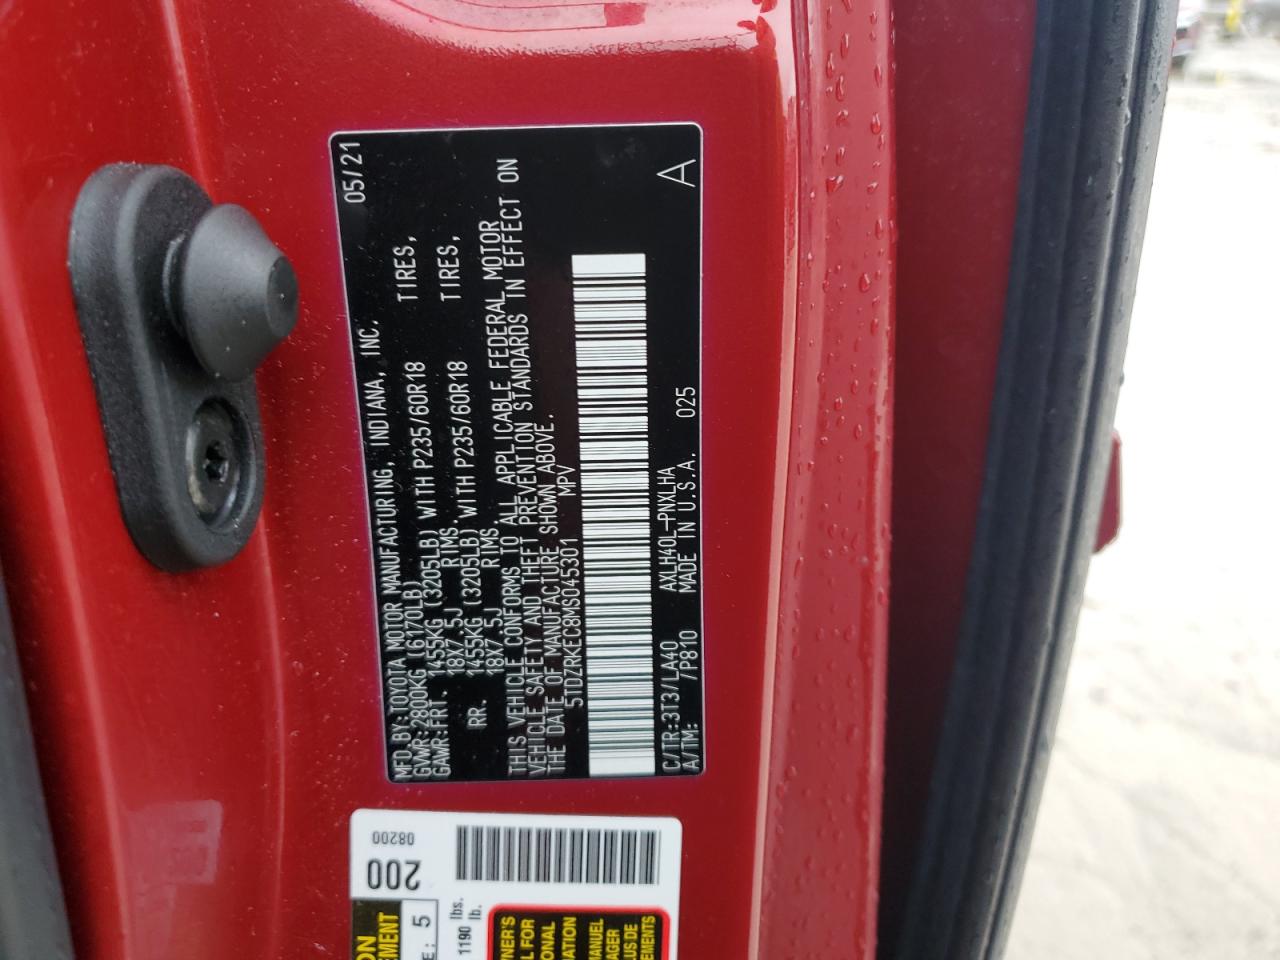 MFD.BY:TOYOTA MOTOR MANUFACTURING, INDIANA, INC. 05/21
GVWR:2800KG (6170LB)
GAWR:FRT. 1455KG (3205LB) WITH P235/60R18 TIRES,
18X7.5J RIMS.
RR. 1455KG (3205LB) WITH P235/60R18 TIRES,
18X7.5J RIMS.
THIS VEHICLE CONFORMS TO ALL APPLICABLE FEDERAL MOTOR
VEHICLE SAFETY AND THEFT PREVENTION STANDARDS IN EFFECT ON
THE DATE OF MANUFACTURE SHOWN ABOVE.
5TDZRKEC8MS045301 MPV
C/TR:3T3/LA40 AXLH40L-PNXLHA
A/TM: /P810 MADE IN U.S.A. 025 A
08200
200
E: 5
1190 lbs.
lb.